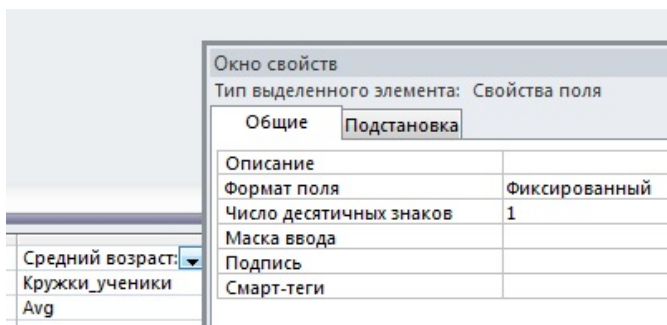 Окно свойств
Тип выделенного элемента: Свойства поля
Общие Подстановка
Описание
Формат поля Фиксированный
Число десятичных знаков 1
Маска ввода
Подпись
Смарт-теги
Средний возраст:
Кружки_ученики
Avg